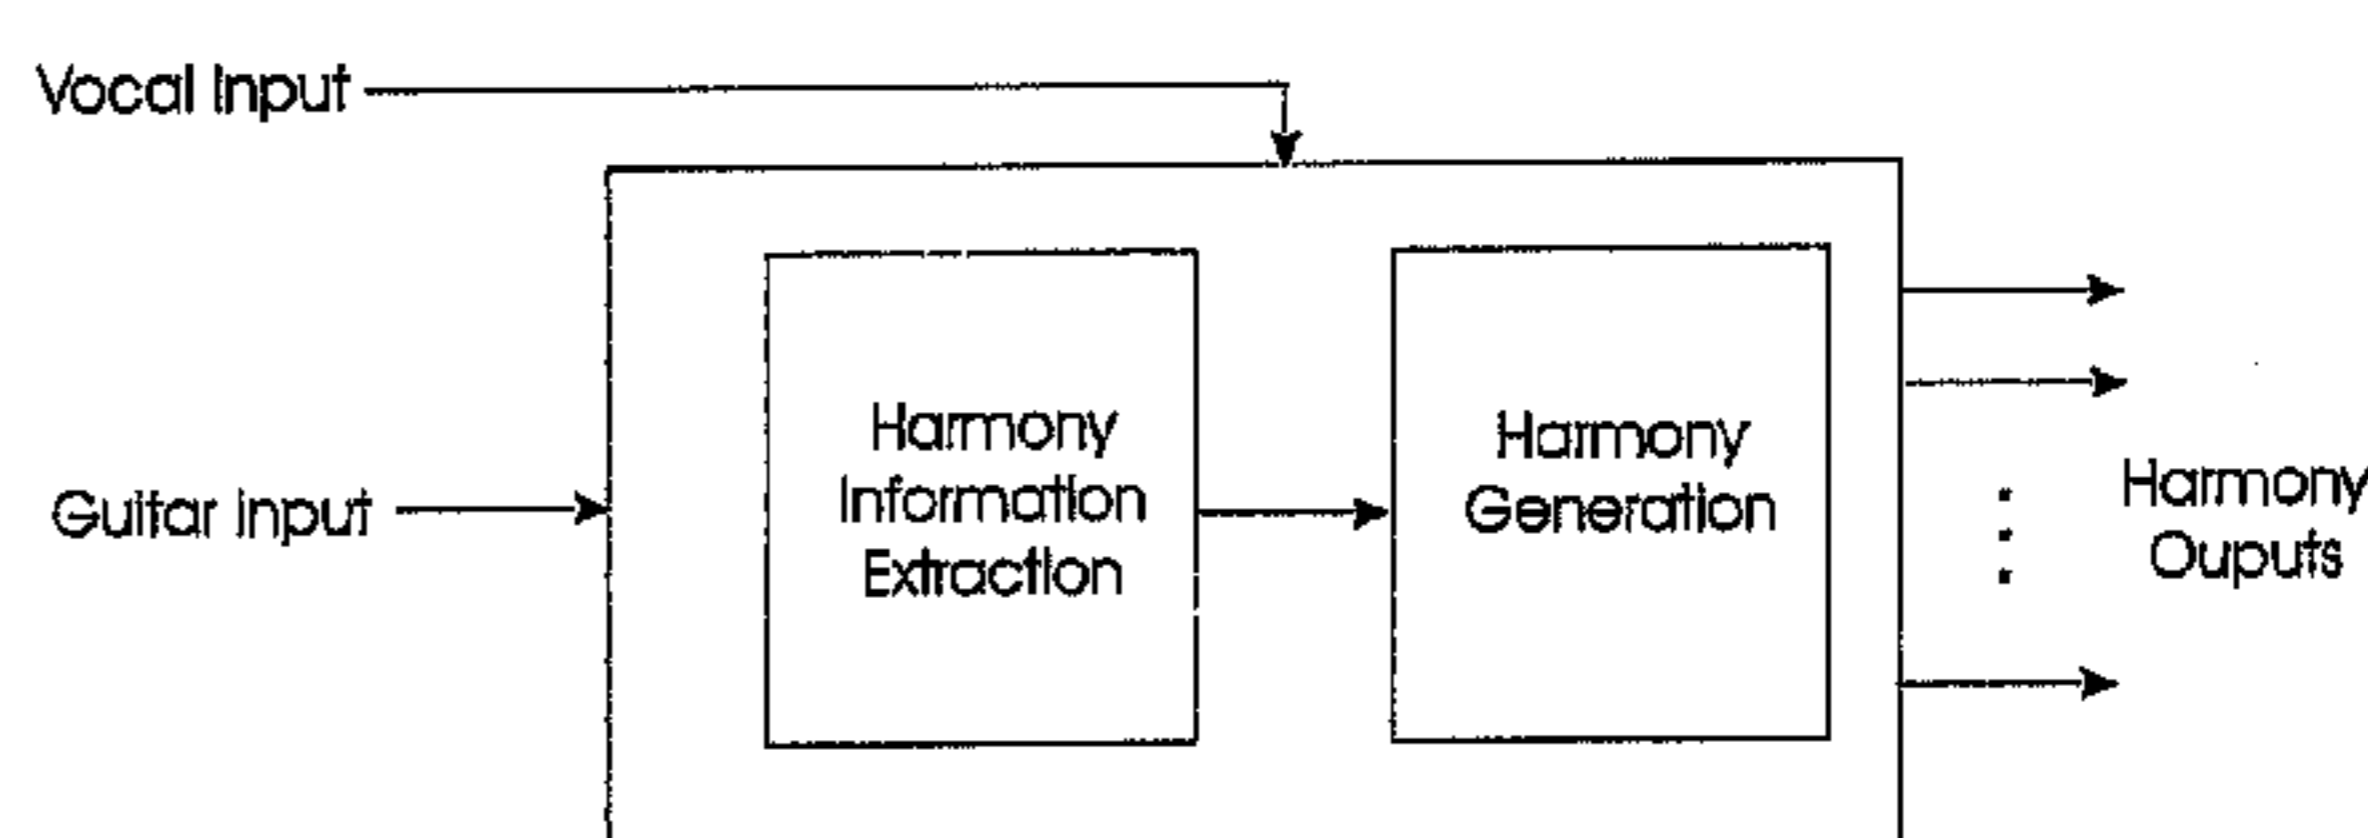 Vocal Input
Guitar Input
Harmony
Information
Extraction
Harmony
Generation
Harmony
Ouputs